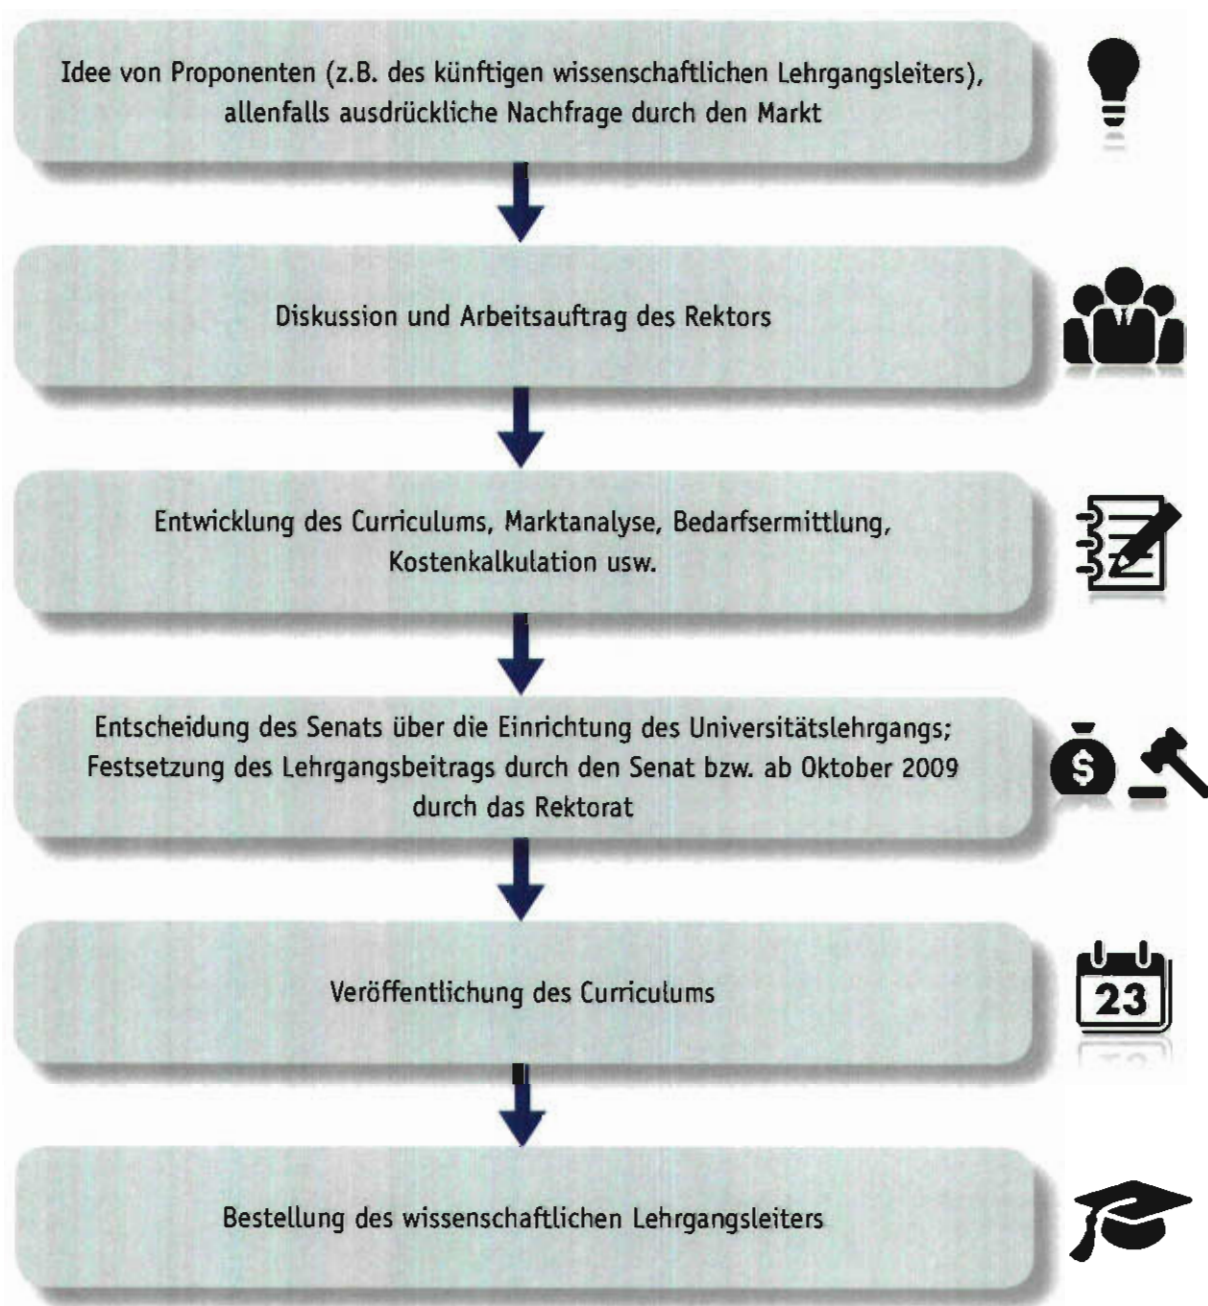 Idee von Proponenten (z.B. des künftigen wissenschaftlichen Lehrgangsleiters),
allenfalls ausdrückliche Nachfrage durch den Markt
Diskussion und Arbeitsauftrag des Rektors
Entwicklung des Curriculums, Marktanalyse, Bedarfsermittlung,
Kostenkalkulation usw.
Entscheidung des Senats über die Einrichtung des Universitätslehrgangs;
Festsetzung des Lehrgangsbeitrags durch den Senat bzw. ab Oktober 2009
durch das Rektorat
$
Veröffentlichung des Curriculums
23
Bestellung des wissenschaftlichen Lehrgangsleiters